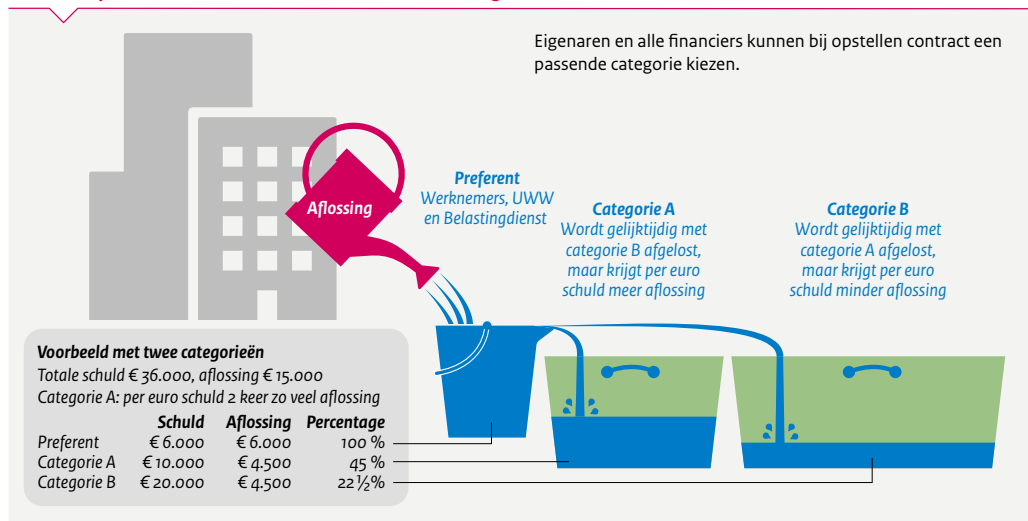 Eigenaren en alle financiers kunnen bij opstellen contract een
passende categorie kiezen.
Aflossing
Preferent
Werknemers, UWW
en Belastingdienst
Categorie A
Wordt gelijktijdig met
categorie B afgelost,
maar krijgt per euro
schuld meer aflossing
Categorie B
Wordt gelijktijdig met
categorie A afgelost,
maar krijgt per euro
schuld minder aflossing
Voorbeeld met twee categorieën
Totale schuld € 36.000, aflossing € 15.000
Categorie A: per euro schuld 2 keer zo veel aflossing
Schuld Aflossing Percentage
Preferent € 6.000 € 6.000 100 %
Categorie A € 10.000 € 4.500 45 %
Categorie B € 20.000 € 4.500 22 ½%